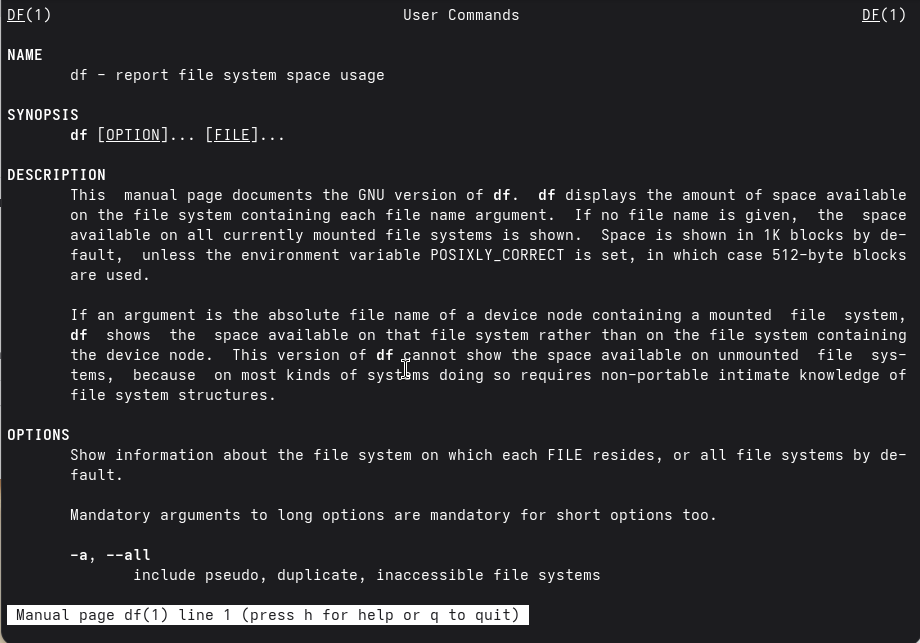 DF(1) User Commands DF(1)
NAME
df - report file system space usage
SYNOPSIS
df [OPTION]... [FILE]...
DESCRIPTION
This manual page documents the GNU version of df. df displays the amount of space available
on the file system containing each file name argument. If no file name is given, the space
available on all currently mounted file systems is shown. Space is shown in 1K blocks by de-
fault, unless the environment variable POSIXLY_CORRECT is set, in which case 512-byte blocks
are used.
If an argument is the absolute file name of a device node containing a mounted file system,
df shows the space available on that file system rather than on the file system containing
the device node. This version of df cannot show the space available on unmounted file sys-
tems, because on most kinds of systems doing so requires non-portable intimate knowledge of
file system structures.
OPTIONS
Show information about the file system on which each FILE resides, or all file systems by de-
fault.
Mandatory arguments to long options are mandatory for short options too.
-a, --all
include pseudo, duplicate, inaccessible file systems
Manual page df(1) line 1 (press h for help or q to quit)